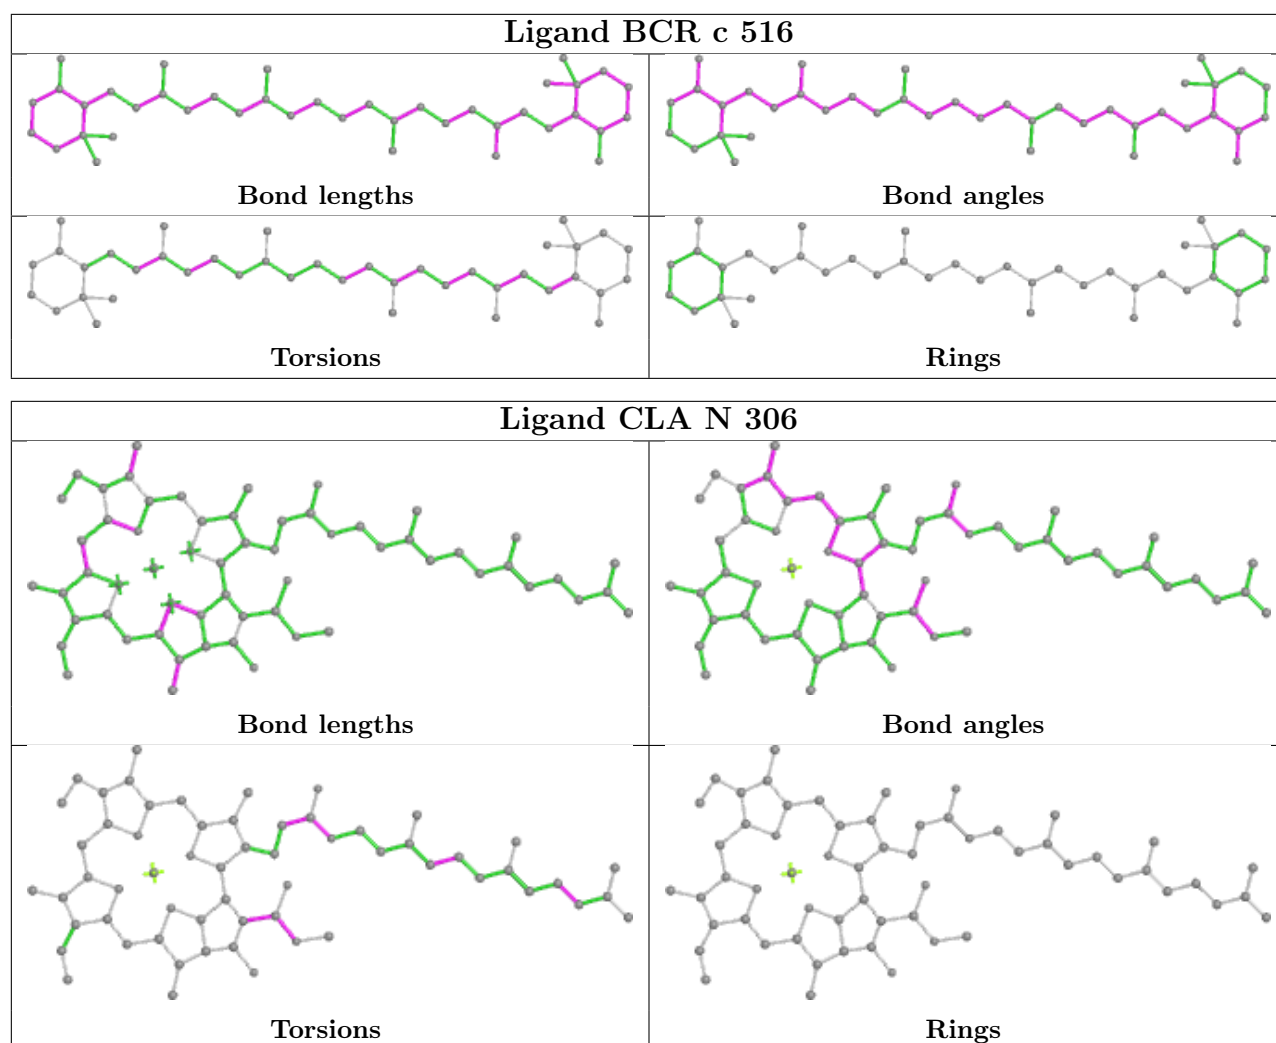 Ligand BCR c 516
Bond lengths
Bond angles
Torsions
Rings
Ligand CLA N 306
Bond lengths
Bond angles
Torsions
Rings